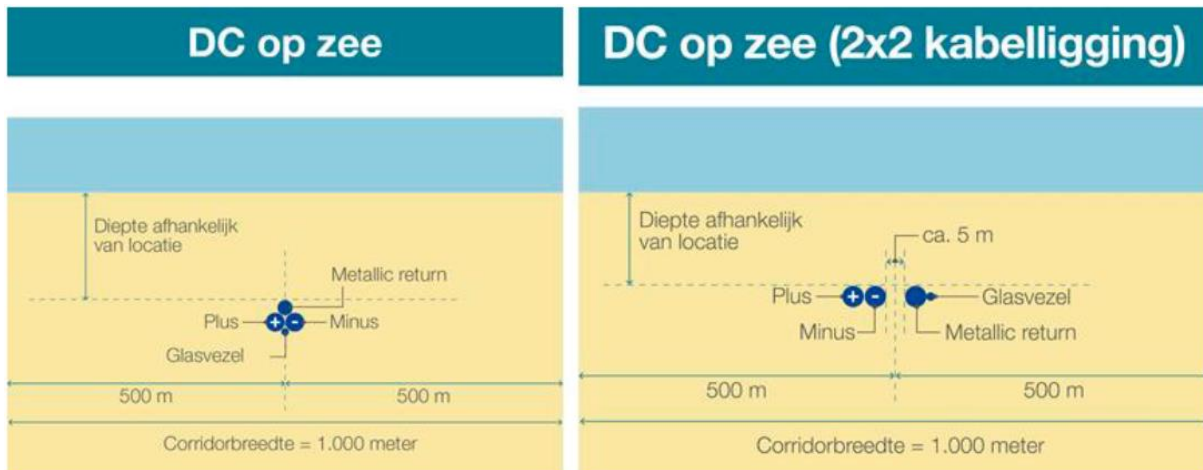 DC op zee
Diepte afhankelijk
van locatie
Metallic return
Plus
+
-
Minus
Glasvezel
500 m
500 m
Corridorbreedte = 1.000 meter
DC op zee (2x2 kabelligging)
Diepte afhankelijk
van locatie
ca. 5 m
Plus
+
-
Glasvezel
Minus
Metallic return
500 m
500 m
Corridorbreedte = 1.000 meter